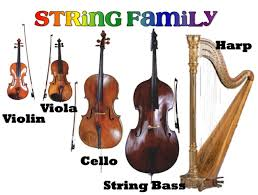 STRING FAMILY
Harp
Viola
Violin
Cello
String Bass